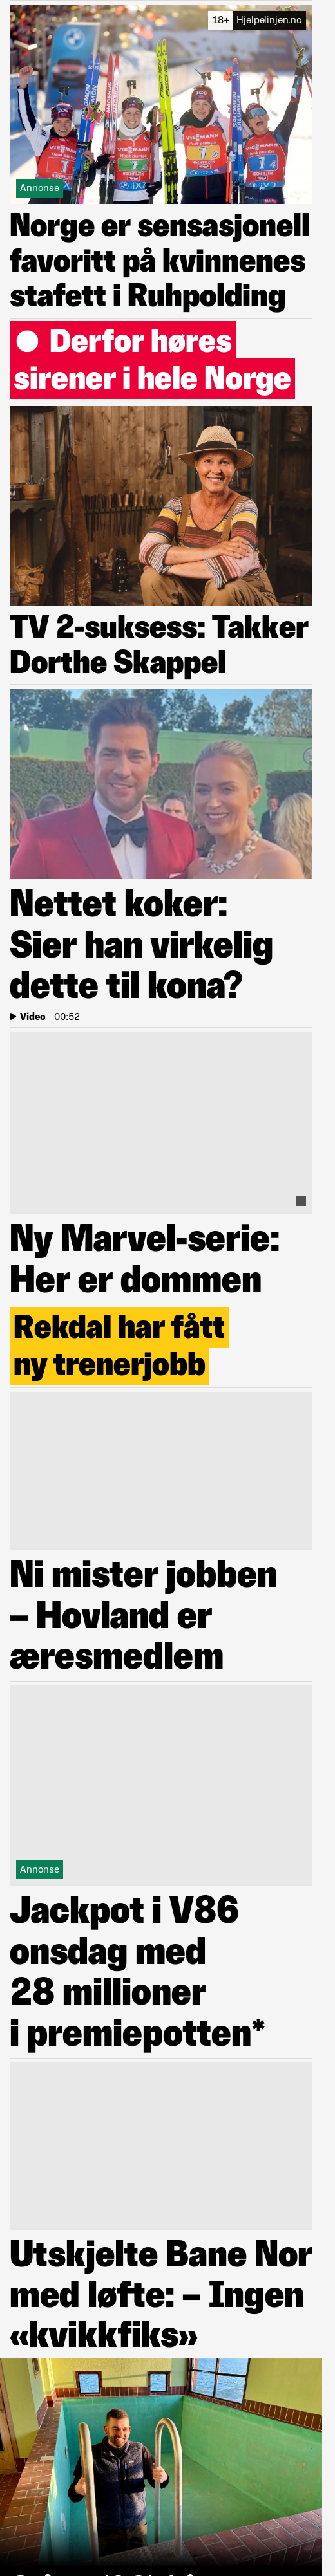 18+ Hjelpelinjen.no
VIESSMANN
VIESSMANN
VIESSMANN
Annonse
Norge er sensasjonell
favoritt på kvinnenes
stafett i Ruhpolding
Derfor høres
sirener i hele Norge
TV 2-suksess: Takker
Dorthe Skappel
Nettet koker:
Sier han virkelig
dette til kona?
Video | 00:52
Ny Marvel-serie:
Her er dommen
Rekdal har fått
ny trenerjobb
Ni mister jobben
– Hovland er
æresmedlem
Annonse
Jackpot i V86
onsdag med
28 millioner
i premiepotten*
Utskjelte Bane Nor
med løfte: – Ingen
«kvikkfiks»